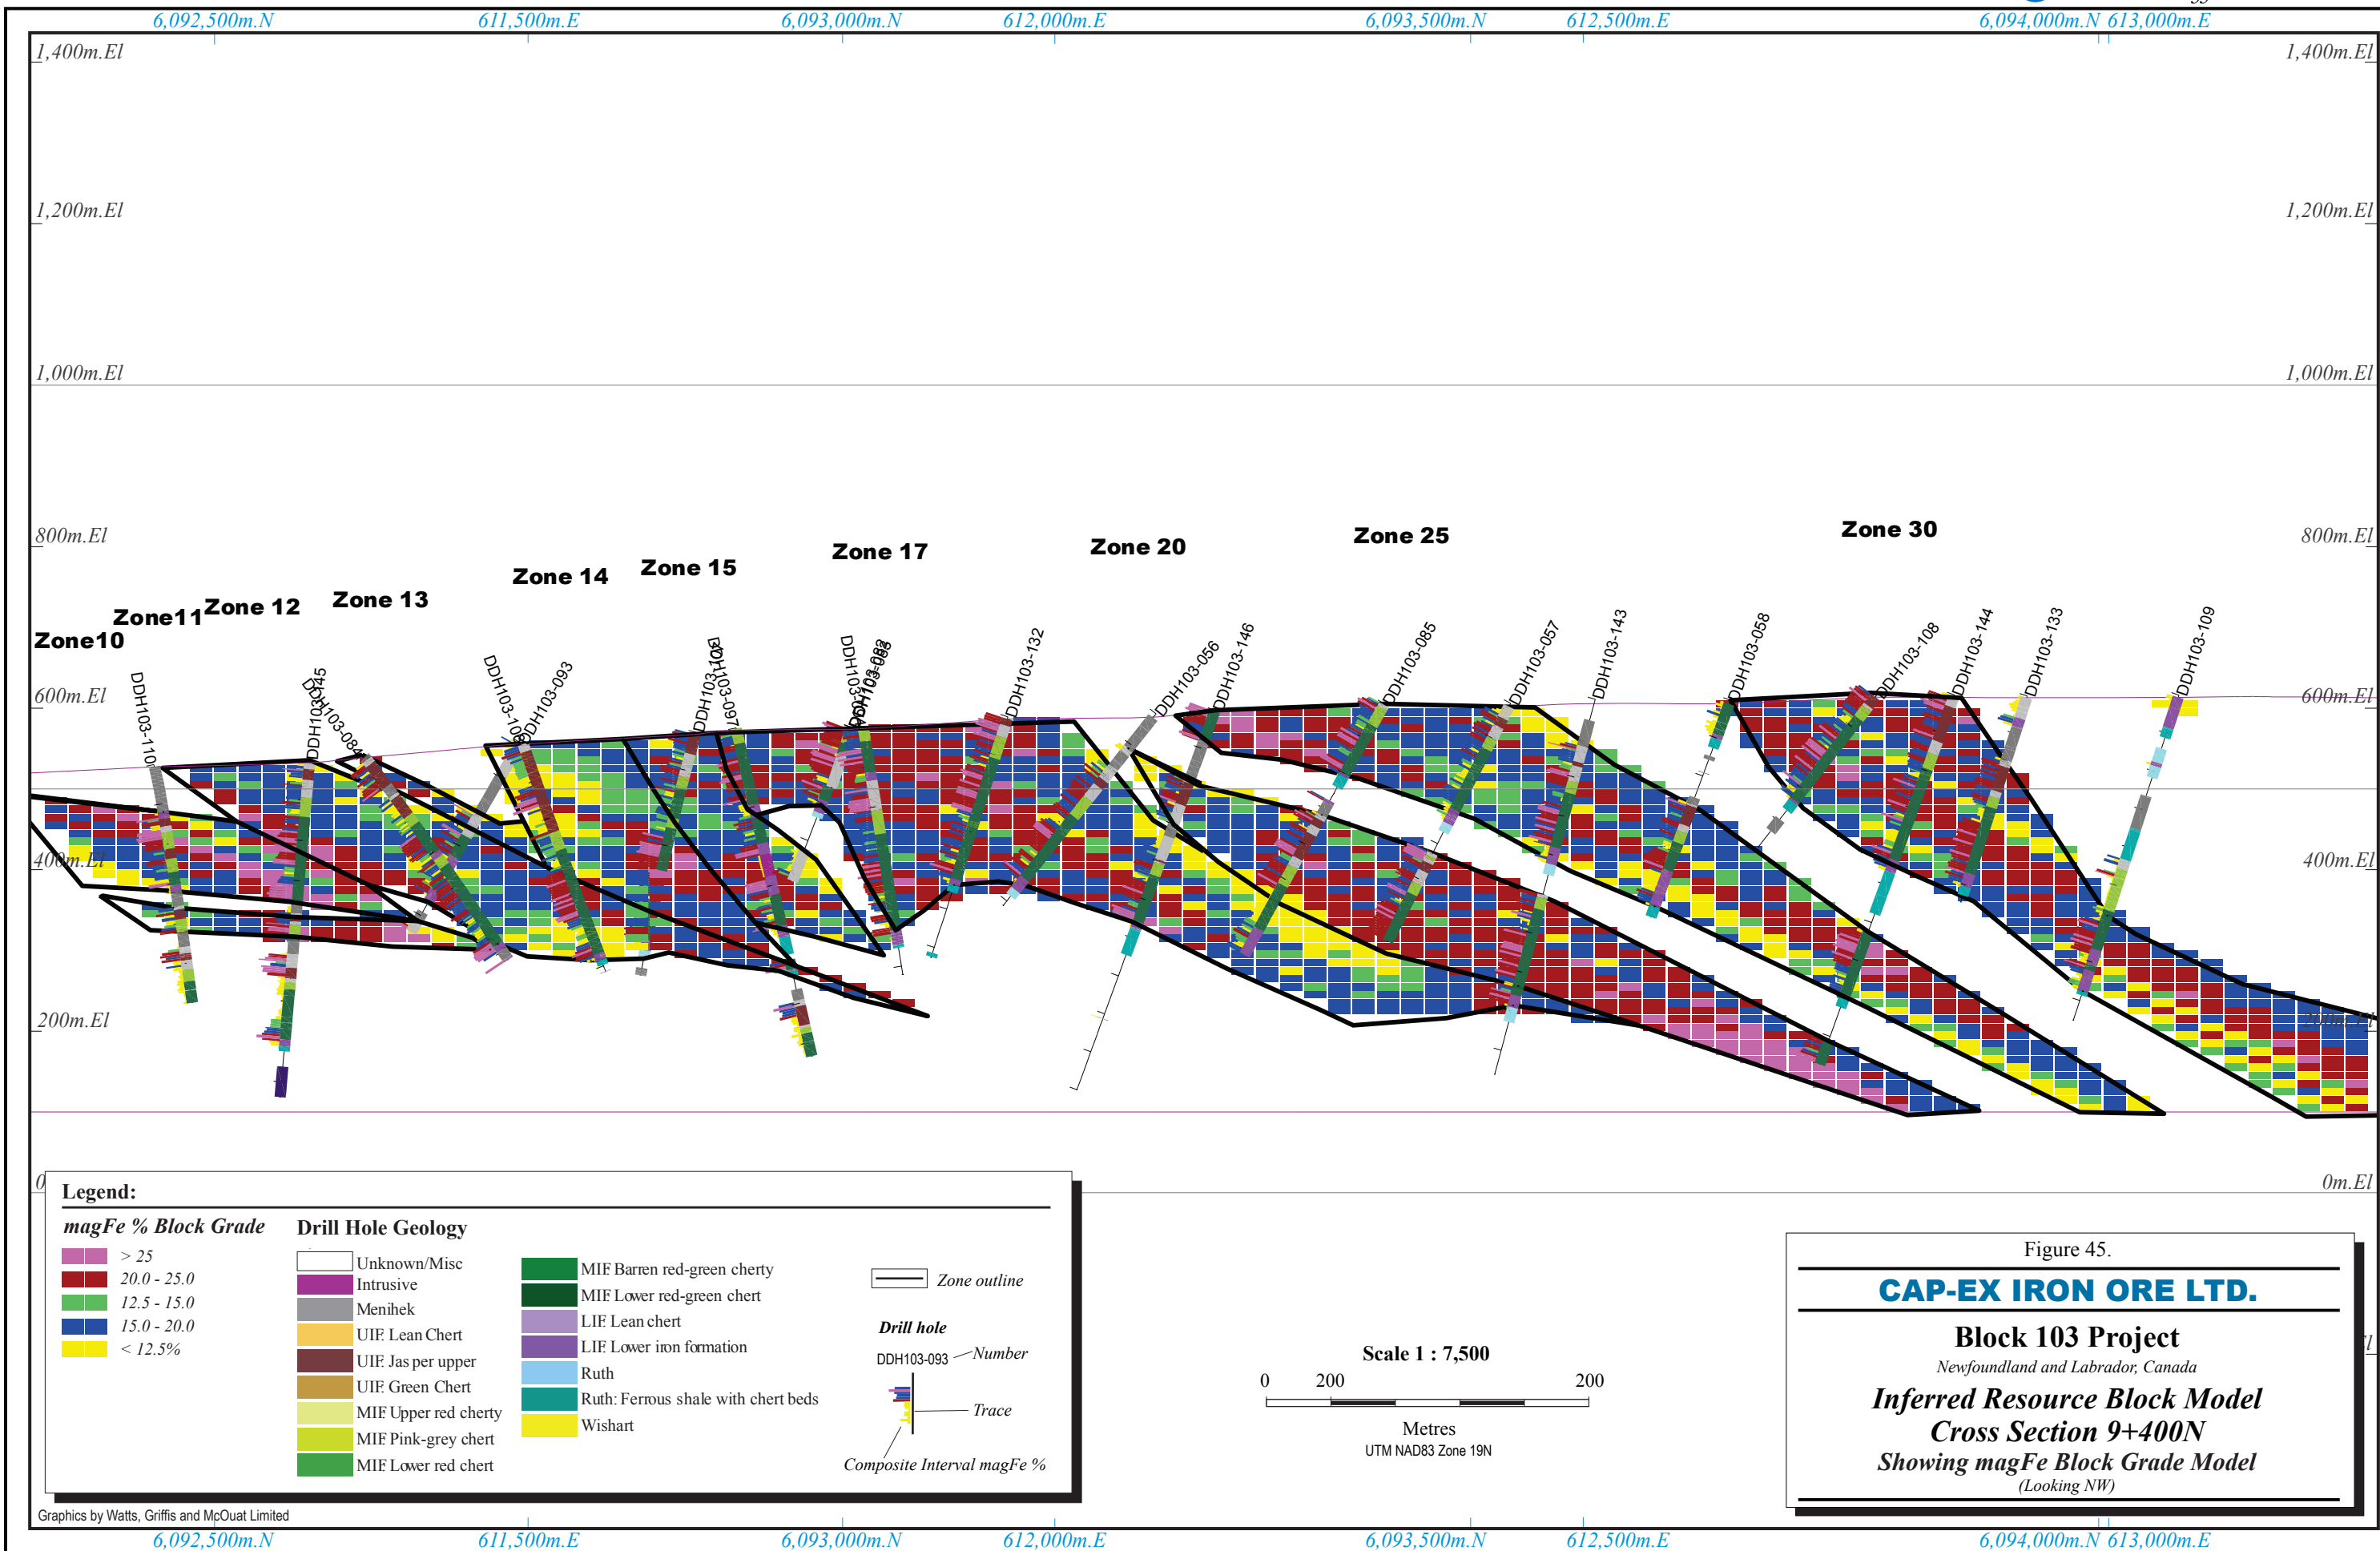 6,092,500m.N 611,500m.E 6,093,000m.N 612,000m.E 6,093,500m.N 612,500m.E 6,094,000m.N 613,000m.E
1,400m.El 1,400m.El
1,200m.El 1,200m.El
1,000m.El 1,000m.El
800m.El 800m.El
Zone10 Zone11 Zone 12 Zone 13 Zone 14 Zone 15 Zone 17 Zone 20 Zone 25 Zone 30
DDH103-110 DDH103-084 DDH103-093 DDH103-097 DDH103-132 DDH103-056 DDH103-146 DDH103-085 DDH103-057 DDH103-143 DDH103-058 DDH103-108 DDH103-144 DDH103-133 DDH103-109
600m.El 600m.El
400m.El 400m.El
200m.El 200m.El
0m.El
Legend:
magFe % Block Grade
> 25
20.0 - 25.0
12.5 - 15.0
15.0 - 20.0
< 12.5%
Drill Hole Geology
Unknown/Misc
Intrusive
Menihek
UIF. Lean Chert
UIF. Jasper upper
UIF. Green Chert
MIF. Upper red cherty
MIF. Pink-grey chert
MIF. Lower red chert
MIF. Barren red-green cherty
MIF. Lower red-green chert
LIF. Lean chert
LIF. Lower iron formation
Ruth
Ruth: Ferrous shale with chert beds
Wishart
Zone outline
Drill hole
DDH103-093 Number
Trace
Composite Interval magFe %
Scale 1 : 7,500
0 200 200
Metres
UTM NAD83 Zone 19N
Figure 45.
CAP-EX IRON ORE LTD.
Block 103 Project
Newfoundland and Labrador, Canada
Inferred Resource Block Model
Cross Section 9+400N
Showing magFe Block Grade Model
(Looking NW)
Graphics by Watts, Griffis and McOuat Limited
6,092,500m.N 611,500m.E 6,093,000m.N 612,000m.E 6,093,500m.N 612,500m.E 6,094,000m.N 613,000m.E